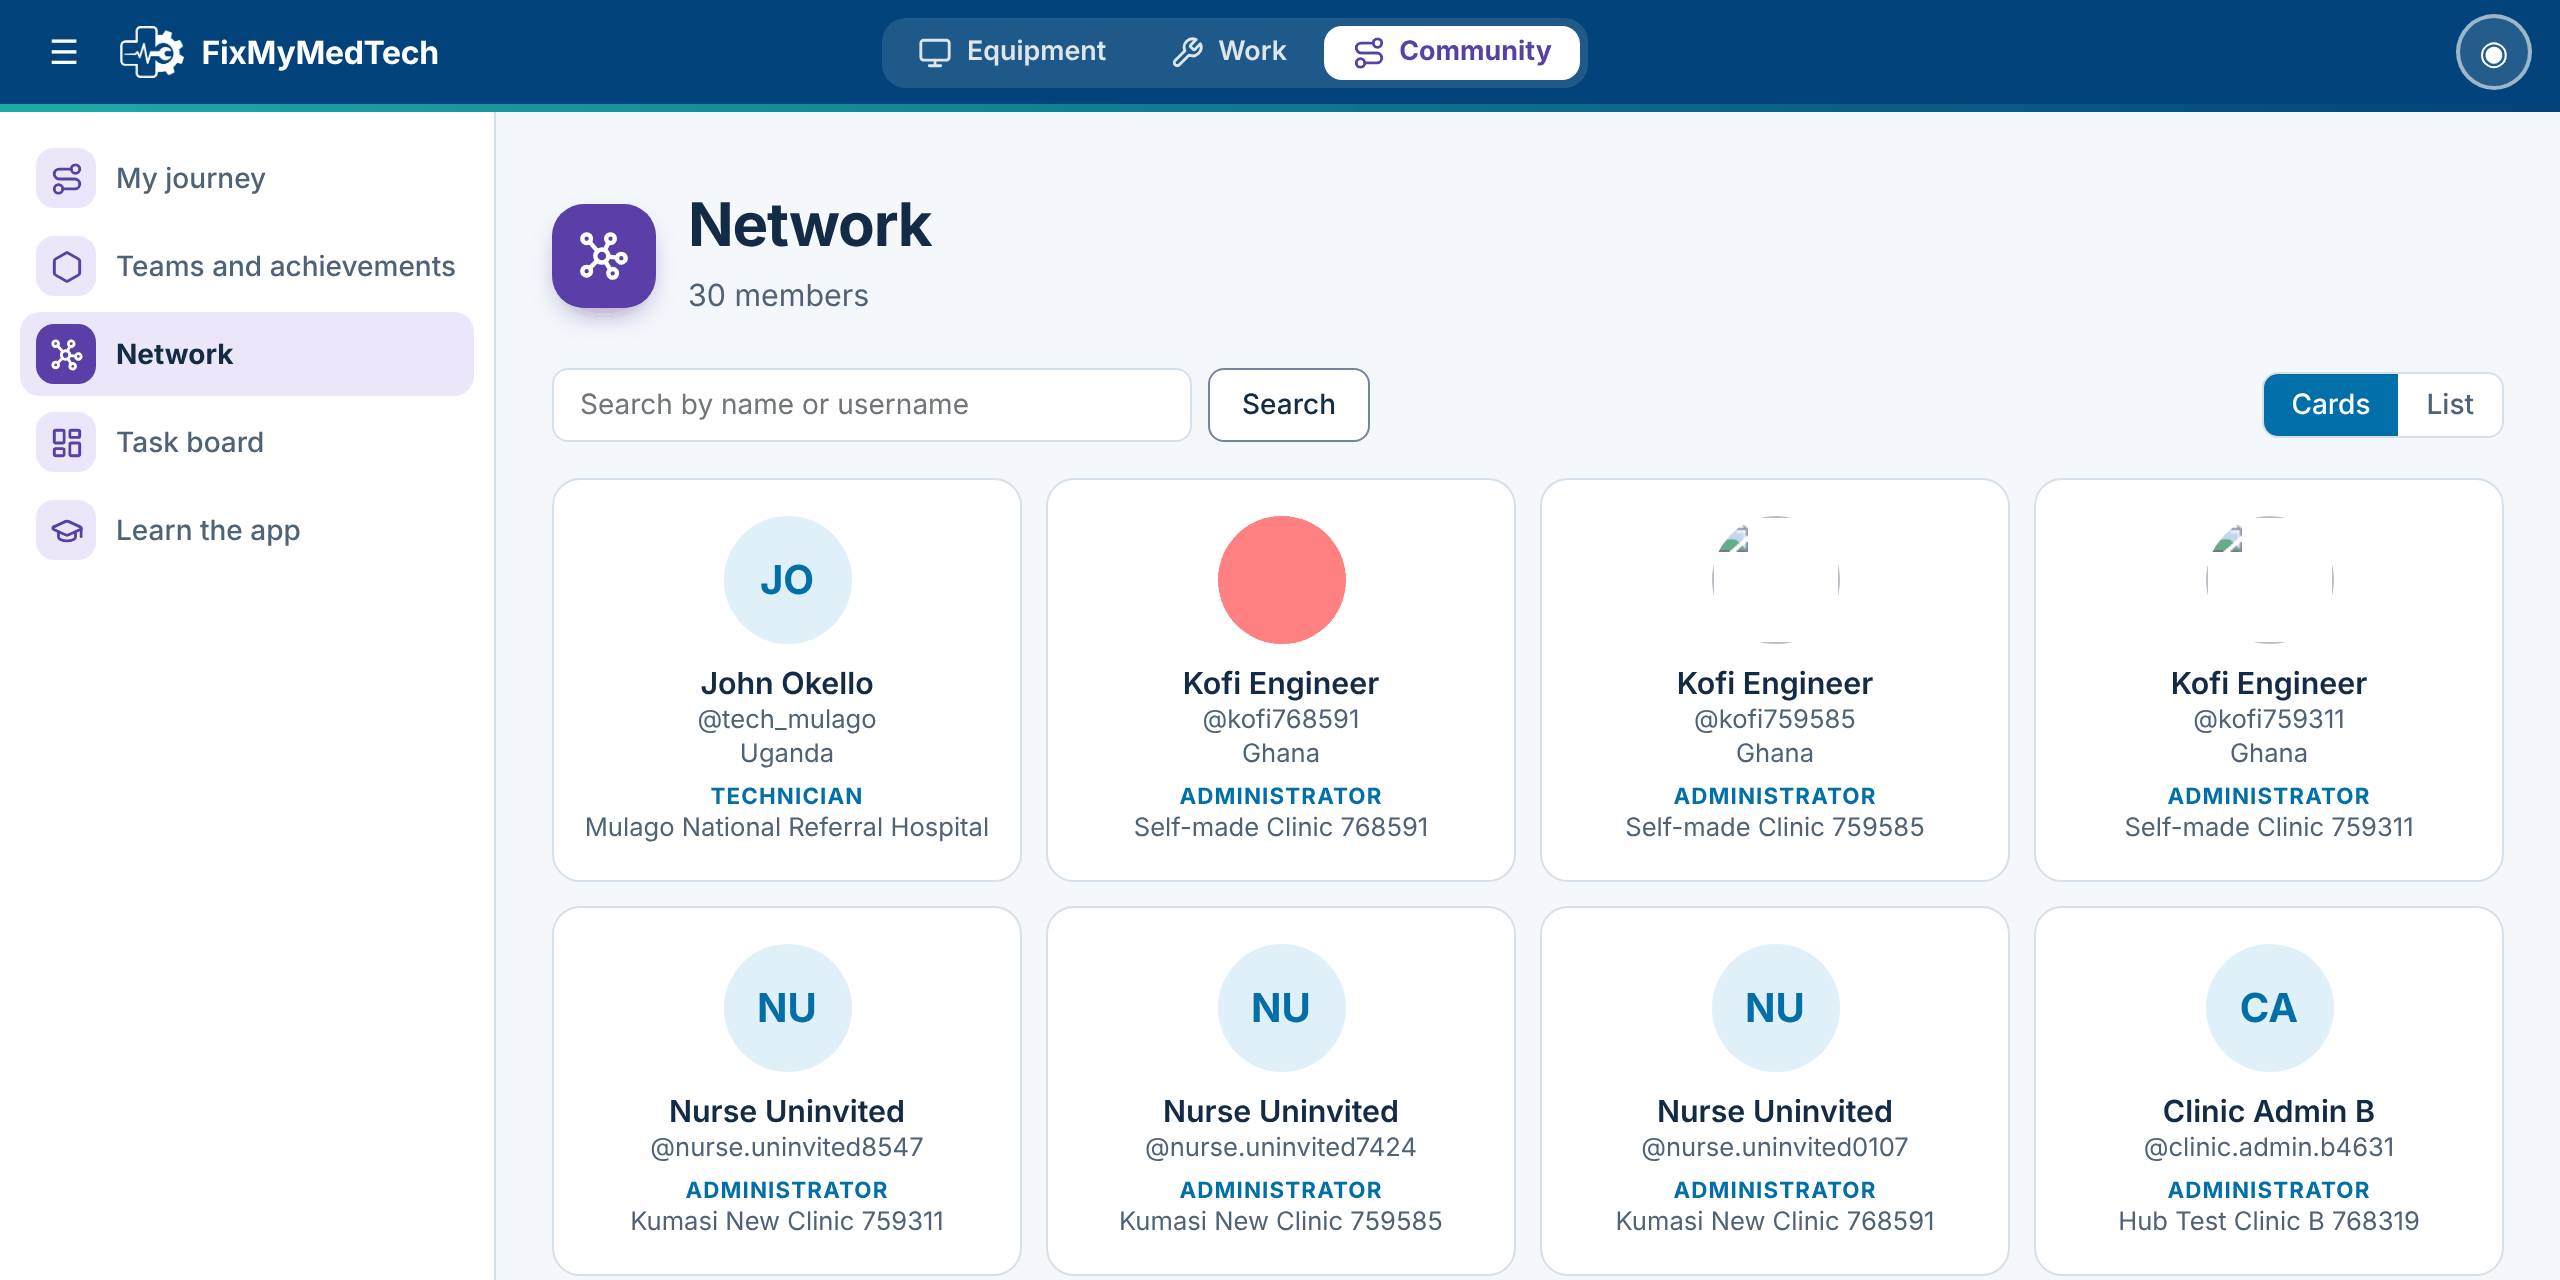 FixMyMedTech
Equipment
Work
Community
My journey
Teams and achievements
Network
Task board
Learn the app
Network
30 members
Search by name or username
Search
Cards
List
JO
John Okello
@tech_mulago
Uganda
TECHNICIAN
Mulago National Referral Hospital
Kofi Engineer
@kofi768591
Ghana
ADMINISTRATOR
Self-made Clinic 768591
Kofi Engineer
@kofi759585
Ghana
ADMINISTRATOR
Self-made Clinic 759585
Kofi Engineer
@kofi759311
Ghana
ADMINISTRATOR
Self-made Clinic 759311
NU
Nurse Uninvited
@nurse.uninvited8547
ADMINISTRATOR
Kumasi New Clinic 759311
NU
Nurse Uninvited
@nurse.uninvited7424
ADMINISTRATOR
Kumasi New Clinic 759585
NU
Nurse Uninvited
@nurse.uninvited0107
ADMINISTRATOR
Kumasi New Clinic 768591
CA
Clinic Admin B
@clinic.admin.b4631
ADMINISTRATOR
Hub Test Clinic B 768319